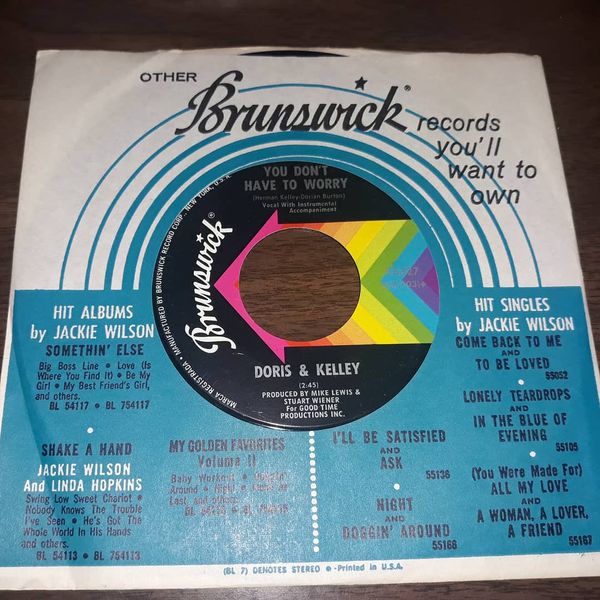 OTHER
Brunswick®
records
you'll
want to
own
YOU DON'T
HAVE TO WORRY
(Herman Kelley-Dorian Burton)
Vocal With Instrumental
Accompaniment
Brunswick®
MARCA REGISTRADA • MANUFACTURED BY BRUNSWICK RECORD CORP., NEW YORK, U.S.A.
DORIS & KELLEY
(2:45)
PRODUCED BY MIKE LEWIS &
STUART WIENER
For GOOD TIME
PRODUCTIONS INC.
HIT ALBUMS
by JACKIE WILSON
SOMETHIN' ELSE
Big Boss Line • Love (Is
Where You Find It) • Be My
Girl • My Best Friend's Girl,
and others.
BL 54117 • BL 754117
SHAKE A HAND
JACKIE WILSON
And LINDA HOPKINS
Swing Low Sweet Chariot •
Nobody Knows The Trouble
I've Seen • He's Got The
Whole World In His Hands
and others.
BL 54113 • BL 754113
MY GOLDEN FAVORITES
Volume II
Baby Workout •
Around • Night •
Last, and others.
I'LL BE SATISFIED
AND
ASK
55136
NIGHT
AND
DOGGIN' AROUND
55166
HIT SINGLES
by JACKIE WILSON
COME BACK TO ME
AND
TO BE LOVED
55052
LONELY TEARDROPS
AND
IN THE BLUE OF
EVENING
55105
(You Were Made For)
ALL MY LOVE
AND
A WOMAN, A LOVER,
A FRIEND
55167
(BL 7) DENOTES STEREO • Printed in U.S.A.